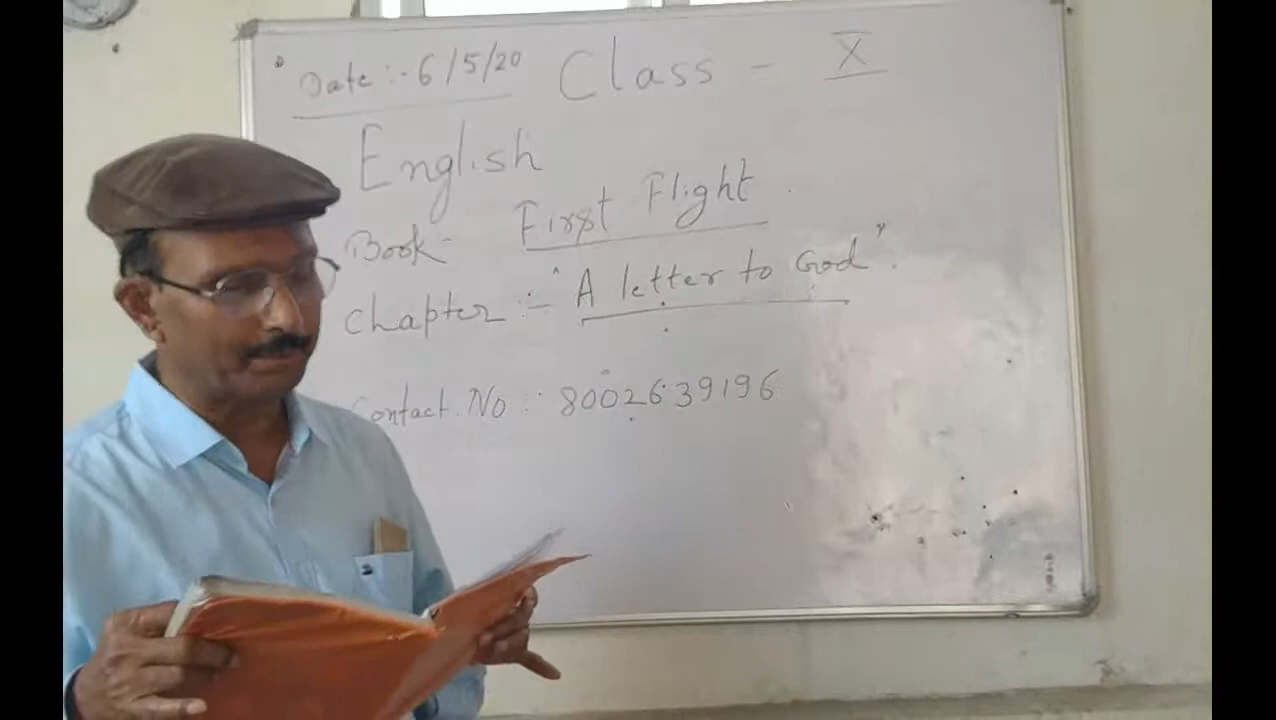 Date :- 6/5/20 Class - X
English
Book - First Flight
Chapter :- "A letter to God".
Contact. No :- 8002639196